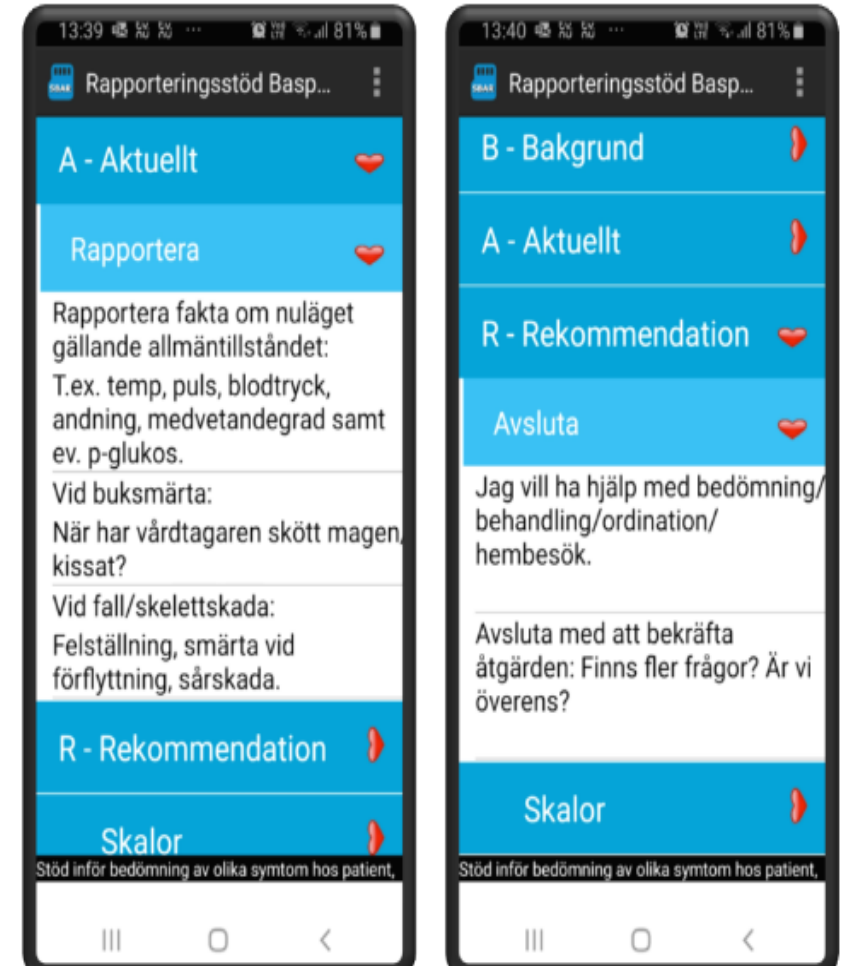 13:39
81%
SBAR
Rapporteringsstöd Basp...
A - Aktuellt
Rapportera
Rapportera fakta om nuläget
gällande allmäntillståndet:
T.ex. temp, puls, blodtryck,
andning, medvetandegrad samt
ev. p-glukos.
Vid buksmärta:
När har vårdtagaren skött magen,
kissat?
Vid fall/skelettskada:
Felställning, smärta vid
förflyttning, sårskada.
R - Rekommendation
Skalor
Stöd inför bedömning av olika symtom hos patient,
13:40
81%
SBAR
Rapporteringsstöd Basp...
B - Bakgrund
A - Aktuellt
R - Rekommendation
Avsluta
Jag vill ha hjälp med bedömning/
behandling/ordination/
hembesök.
Avsluta med att bekräfta
åtgärden: Finns fler frågor? Är vi
överens?
Skalor
Stöd inför bedömning av olika symtom hos patient,